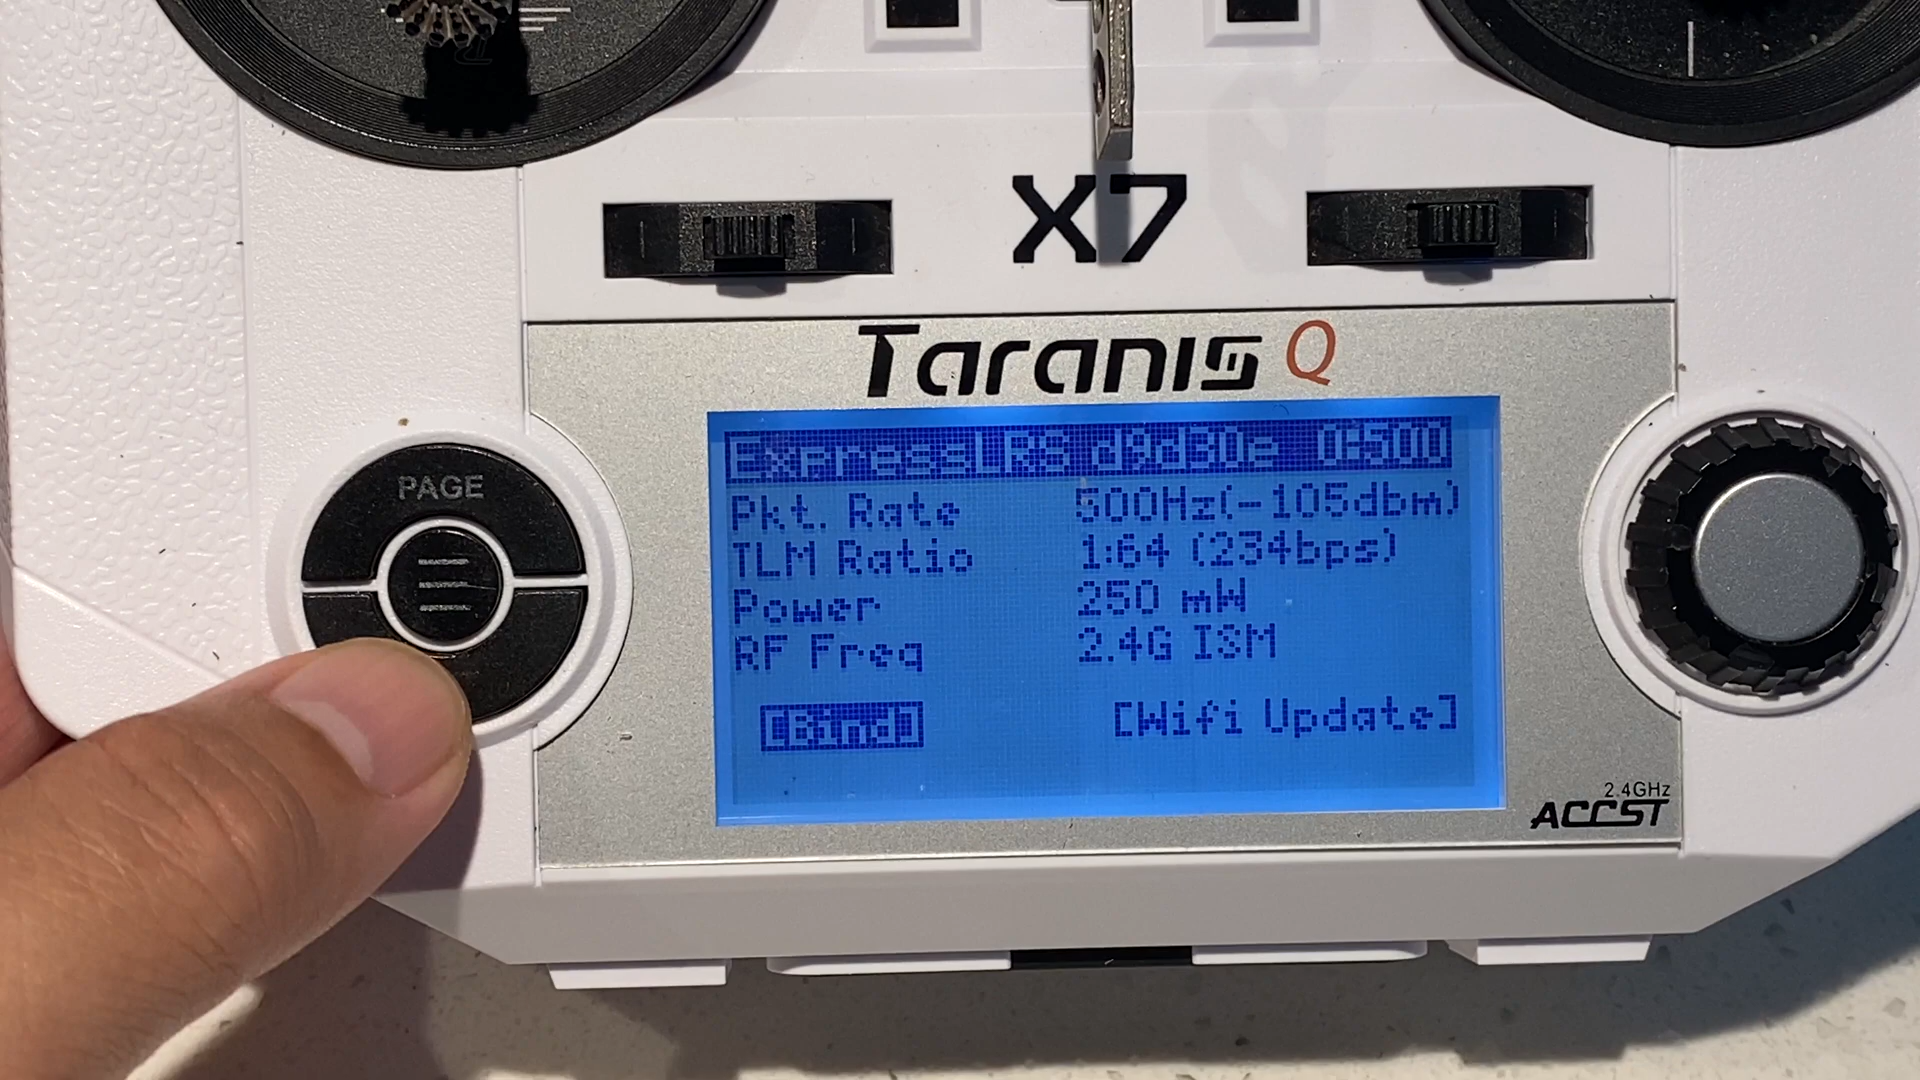 X7
Taranis Q
PAGE
ExpressLRS d9d30e 0:500
Pkt. Rate 500Hz(-105dbm)
TLM Ratio 1:64 (234bps)
Power 250 mW
RF Freq 2.4G ISM
[Bind] [Wifi Update]
2.4GHz
ACCST